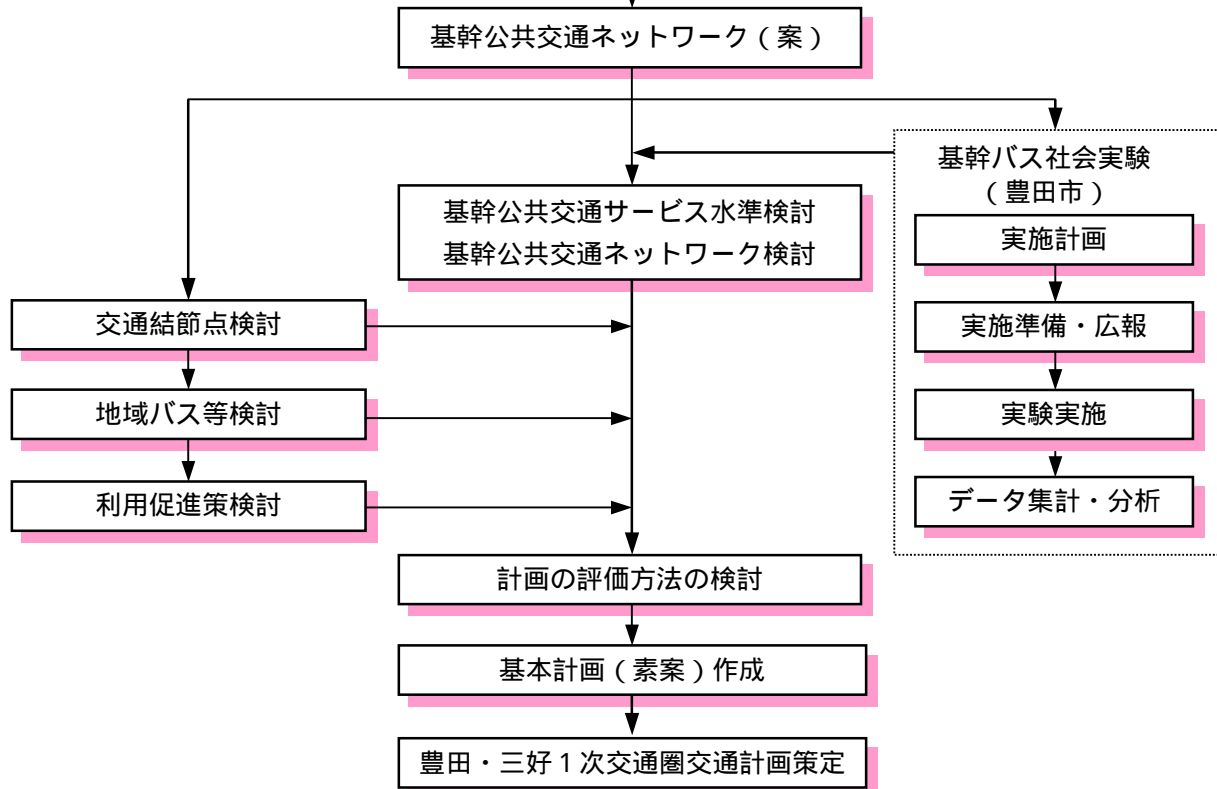 基幹公共交通ネットワーク（案）
基幹バス社会実験
（豊田市）
基幹公共交通サービス水準検討
基幹公共交通ネットワーク検討
実施計画
交通結節点検討
実施準備・広報
地域バス等検討
実験実施
利用促進策検討
データ集計・分析
計画の評価方法の検討
基本計画（素案）作成
豊田・三好１次交通圏交通計画策定